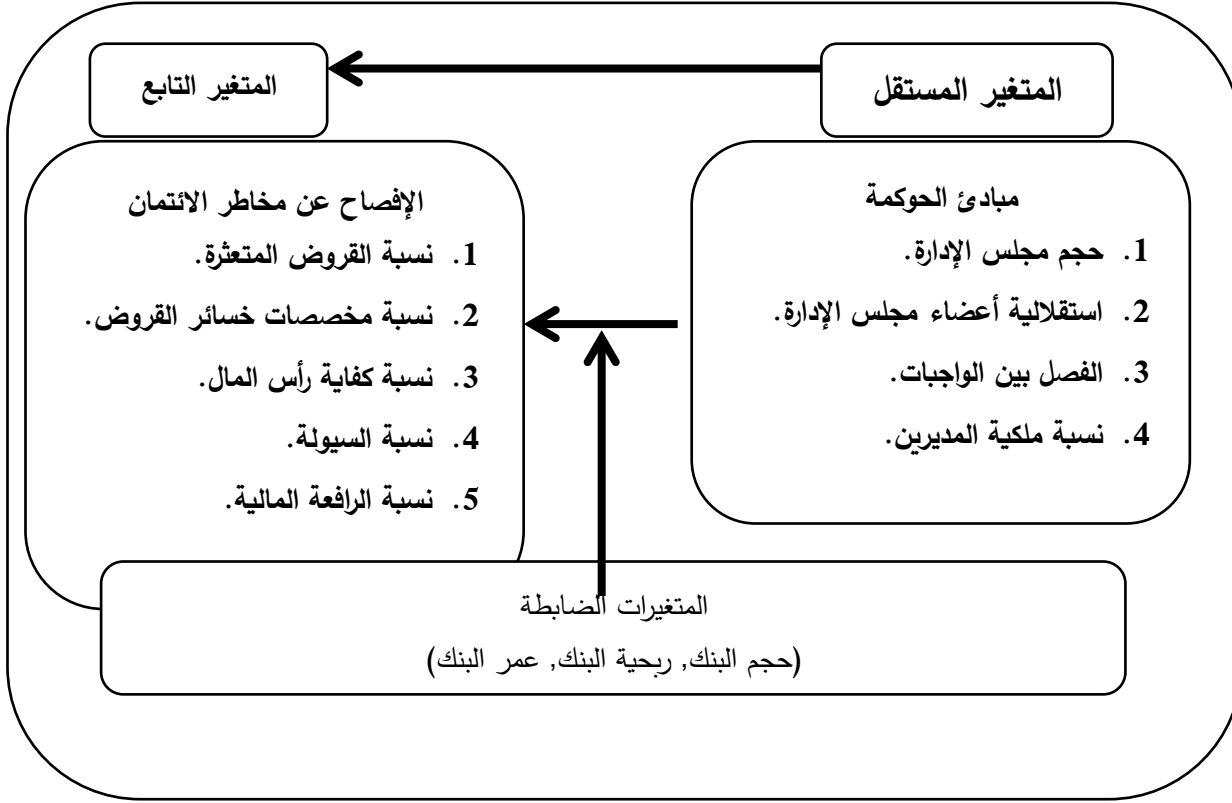 المتغير المستقل
المتغير التابع
مبادئ الحوكمة
1. حجم مجلس الإدارة.
2. استقلالية أعضاء مجلس الإدارة.
3. الفصل بين الواجبات.
4. نسبة ملكية المديرين.
الإفصاح عن مخاطر الائتمان
1. نسبة القروض المتعثرة.
2. نسبة مخصصات خسائر القروض.
3. نسبة كفاية رأس المال.
4. نسبة السيولة.
5. نسبة الرافعة المالية.
المتغيرات الضابطة
(حجم البنك, ربحية البنك, عمر البنك)